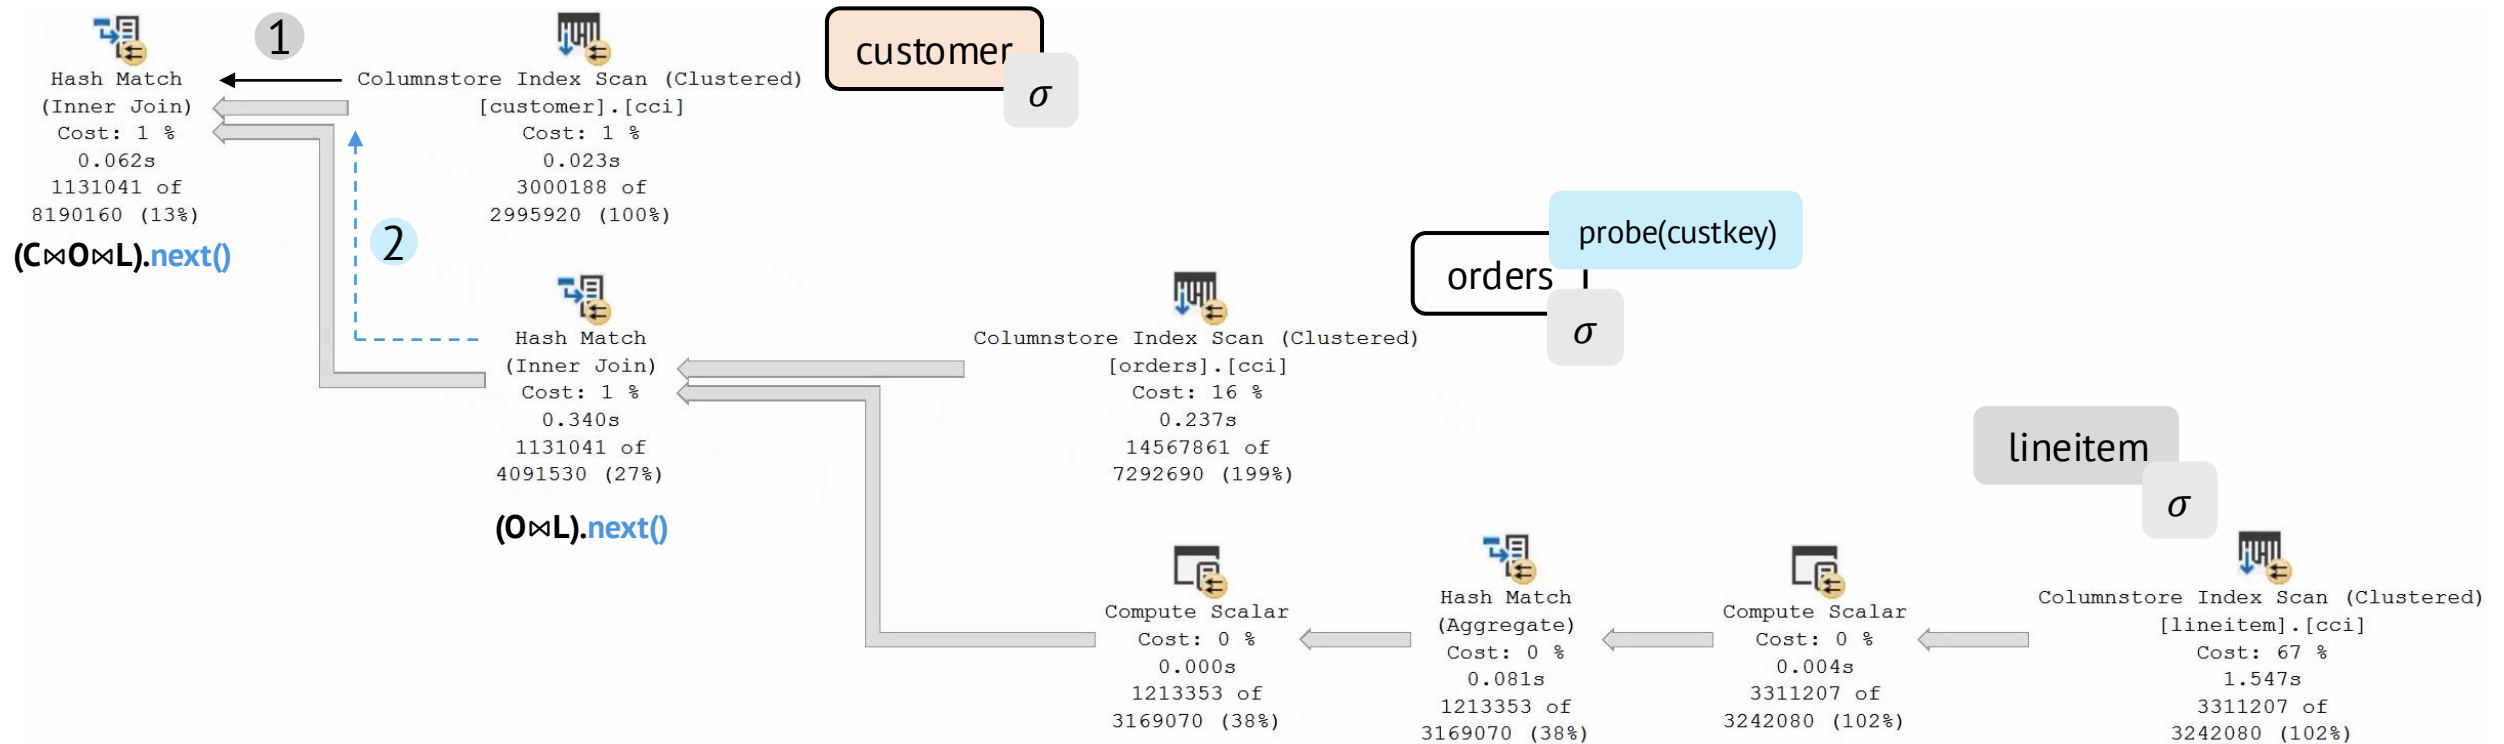 1
Hash Match
(Inner Join)
Cost: 1 %
0.062s
1131041 of
8190160 (13%)
(C⋈O⋈L).next()
Columnstore Index Scan (Clustered)
[customer].[cci]
Cost: 1 %
0.023s
3000188 of
2995920 (100%)
customer
σ
2
Hash Match
(Inner Join)
Cost: 1 %
0.340s
1131041 of
4091530 (27%)
(O⋈L).next()
Columnstore Index Scan (Clustered)
[orders].[cci]
Cost: 16 %
0.237s
14567861 of
7292690 (199%)
probe(custkey)
orders
σ
Compute Scalar
Cost: 0 %
0.000s
1213353 of
3169070 (38%)
Hash Match
(Aggregate)
Cost: 0 %
0.081s
1213353 of
3169070 (38%)
Compute Scalar
Cost: 0 %
0.004s
3311207 of
3242080 (102%)
lineitem
σ
Columnstore Index Scan (Clustered)
[lineitem].[cci]
Cost: 67 %
1.547s
3311207 of
3242080 (102%)